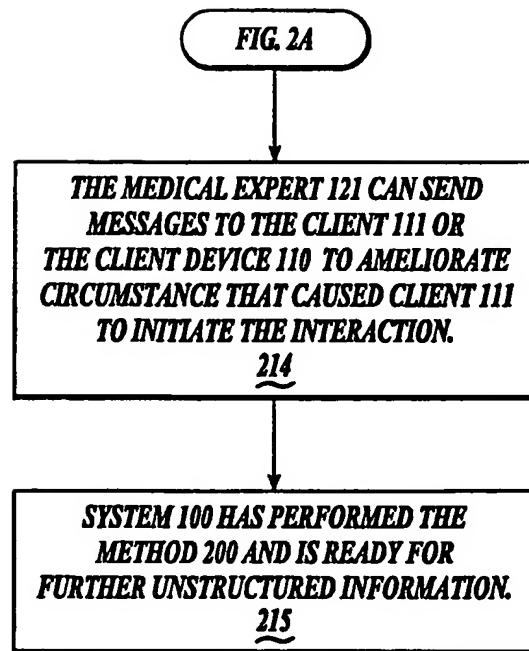 FIG. 2A
THE MEDICAL EXPERT 121 CAN SEND
MESSAGES TO THE CLIENT 111 OR
THE CLIENT DEVICE 110 TO AMELIORATE
CIRCUMSTANCE THAT CAUSED CLIENT 111
TO INITIATE THE INTERACTION.
214
SYSTEM 100 HAS PERFORMED THE
METHOD 200 AND IS READY FOR
FURTHER UNSTRUCTURED INFORMATION.
215